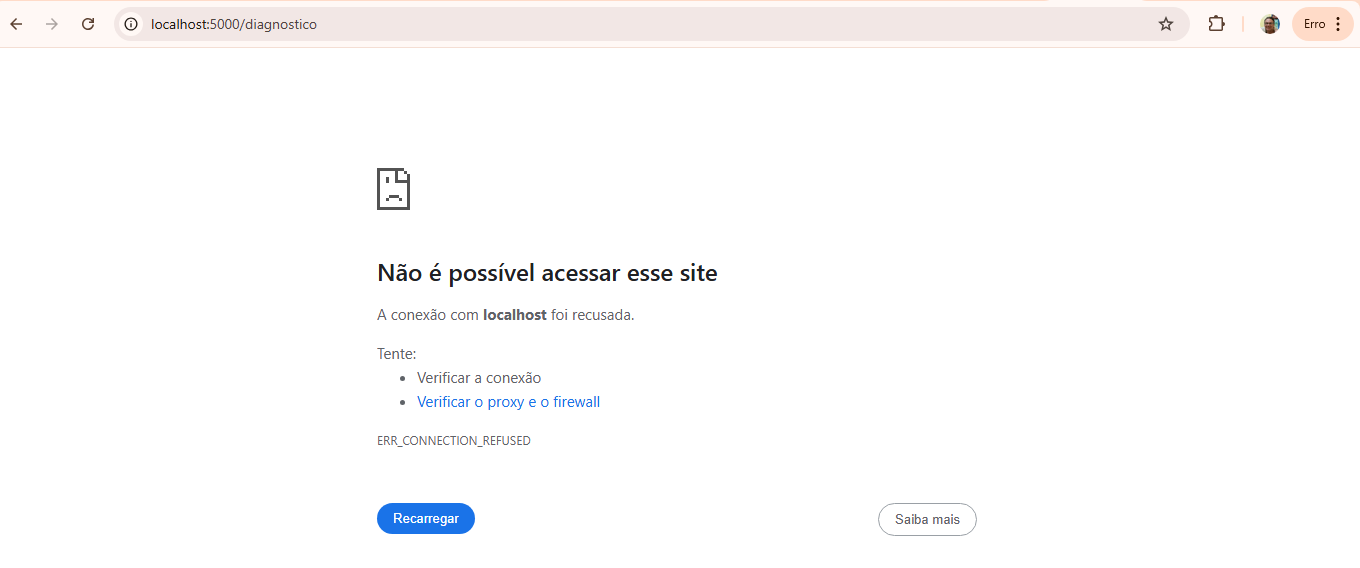 localhost:5000/diagnostico
Erro
Não é possível acessar esse site
A conexão com localhost foi recusada.
Tente:
Verificar a conexão
Verificar o proxy e o firewall
ERR_CONNECTION_REFUSED
Recarregar
Saiba mais